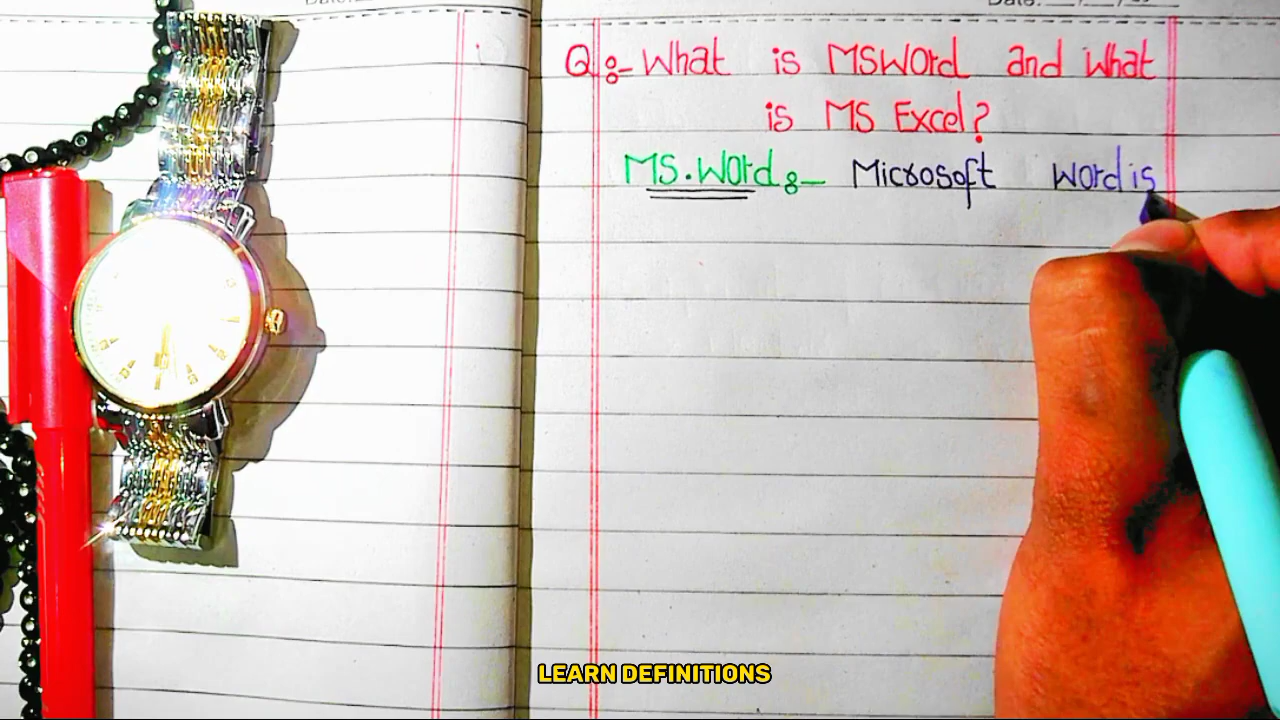 Q:- What is MSWord and what
is MS Excel?
MS.Word:- Microsoft Word is
LEARN DEFINITIONS